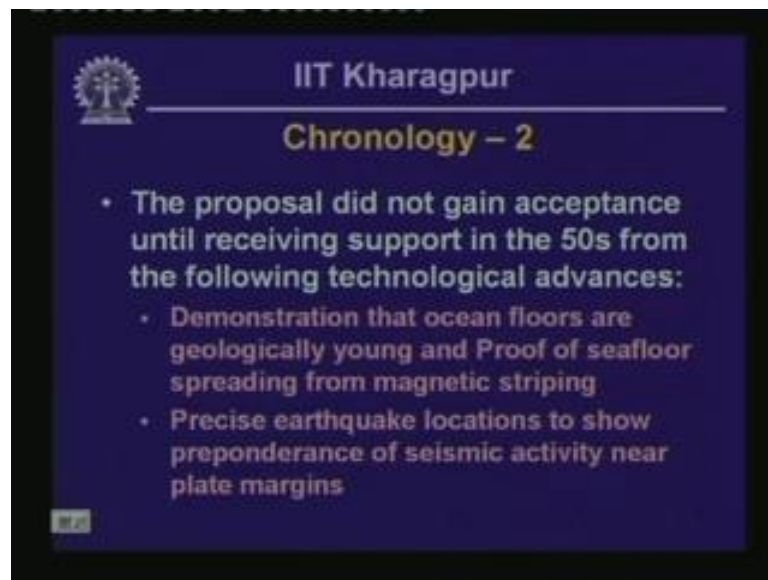 IIT Kharagpur
Chronology – 2
• The proposal did not gain acceptance
until receiving support in the 50s from
the following technological advances:
• Demonstration that ocean floors are
geologically young and Proof of seafloor
spreading from magnetic striping
• Precise earthquake locations to show
preponderance of seismic activity near
plate margins